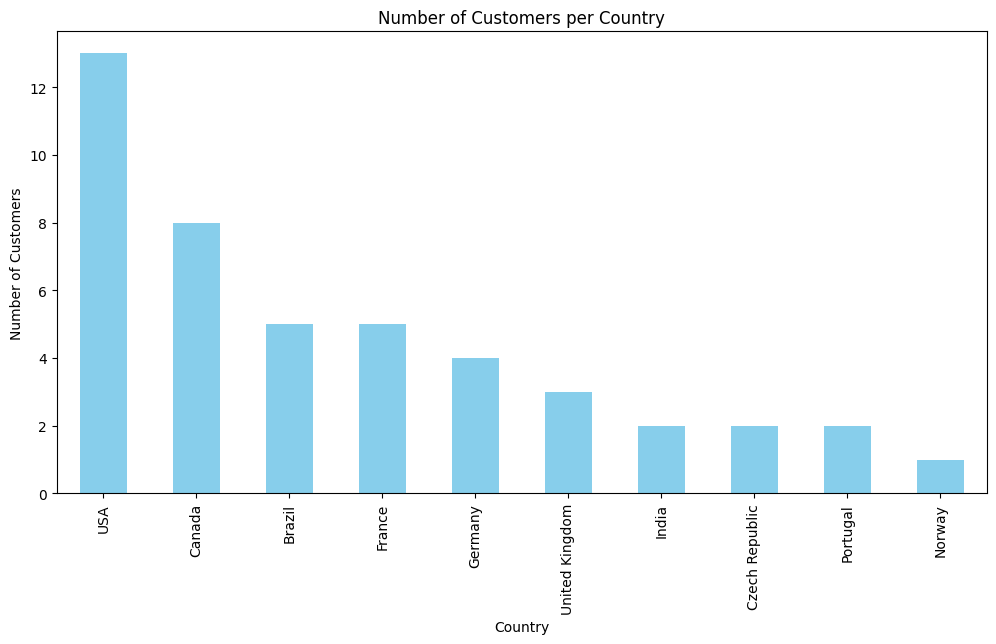 Number of Customers per Country
Number of Customers
12
10
8
6
4
2
0
USA
Canada
Brazil
France
Germany
United Kingdom
India
Czech Republic
Portugal
Norway
Country